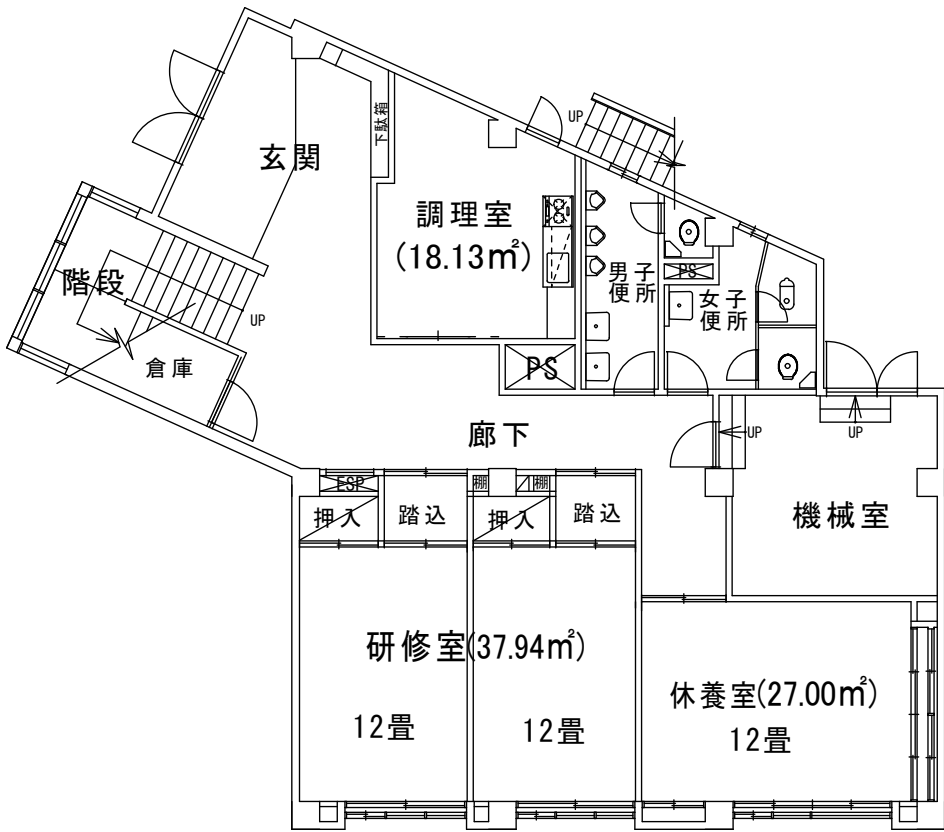 下駄箱
UP
玄関
調理室
(18.13㎡)
階段
UP
倉庫
男子
便所
PS
女子
便所
PS
廊下
UP
UP
ESP
押入
踏込
棚
棚
押入
踏込
機械室
研修室(37.94㎡)
12畳
12畳
休養室(27.00㎡)
12畳